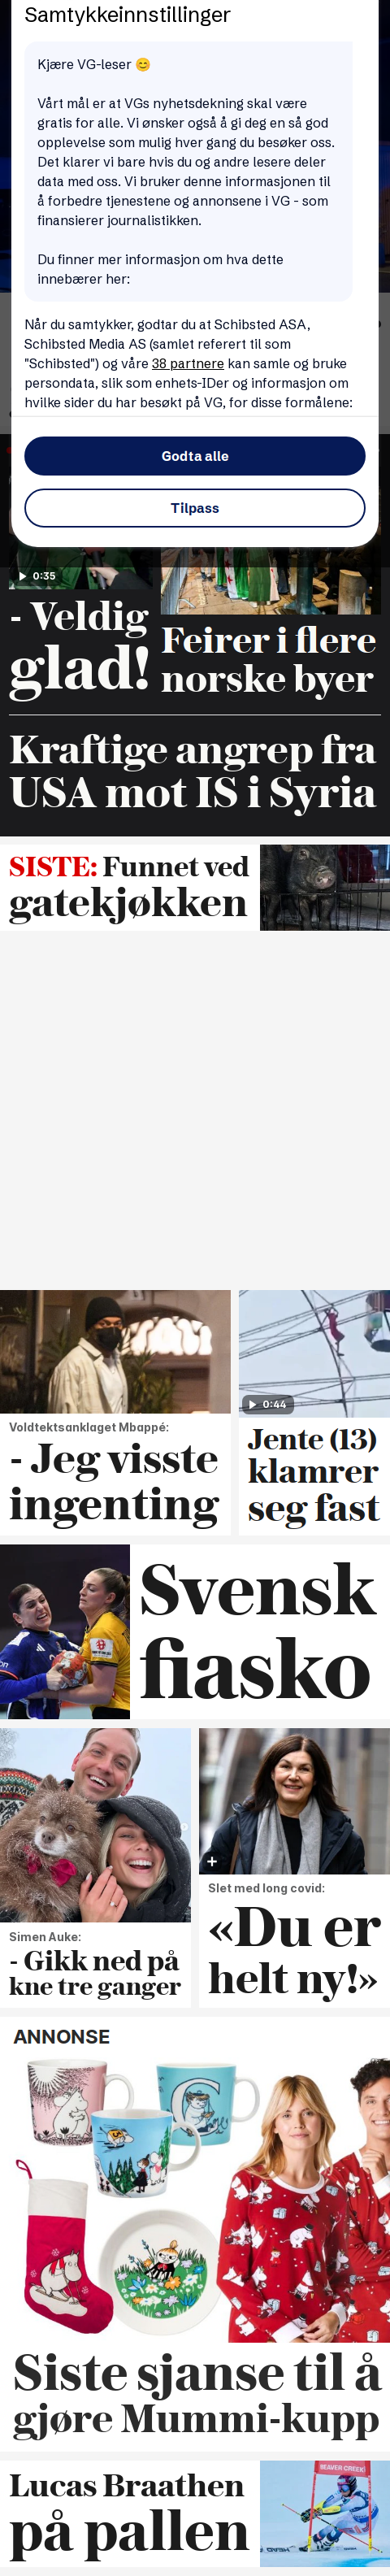 Samtykkeinnstillinger
Kjære VG-leser 😊
Vårt mål er at VGs nyhetsdekning skal være
gratis for alle. Vi ønsker også å gi deg en så god
opplevelse som mulig hver gang du besøker oss.
Det klarer vi bare hvis du og andre lesere deler
data med oss. Vi bruker denne informasjonen til
å forbedre tjenestene og annonsene i VG - som
finansierer journalistikken.
Du finner mer informasjon om hva dette
innebærer her:
Når du samtykker, godtar du at Schibsted ASA,
Schibsted Media AS (samlet referert til som
"Schibsted") og våre 38 partnere kan samle og bruke
persondata, slik som enhets-IDer og informasjon om
hvilke sider du har besøkt på VG, for disse formålene:
Godta alle
Tilpass
0:35
- Veldig
glad!
Feirer i flere
norske byer
Kraftige angrep fra
USA mot IS i Syria
SISTE: Funnet ved
gatekjøkken
Voldtektsanklaget Mbappé:
- Jeg visste
ingenting
0:44
Jente (13)
klamrer
seg fast
Svensk
fiasko
Simen Auke:
- Gikk ned på
kne tre ganger
Slet med long covid:
«Du er
helt ny!»
ANNONSE
Siste sjanse til å
gjøre Mummi-kupp
Lucas Braathen
på pallen
BEAVER CREEK